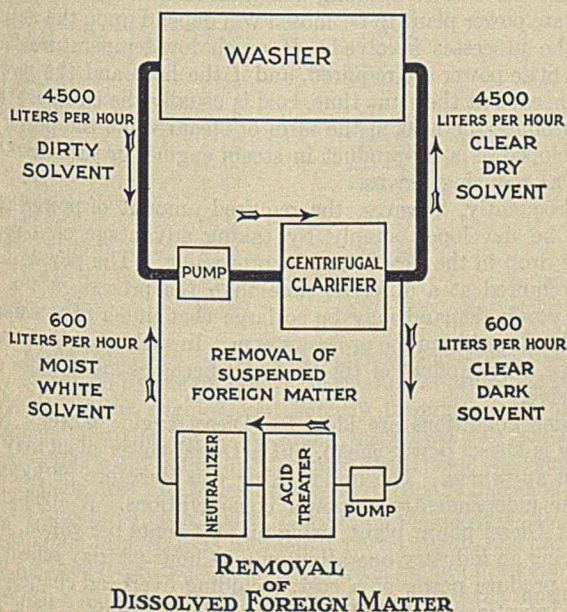 WASHER
4500
LITERS PER HOUR
DIRTY
SOLVENT
4500
LITERS PER HOUR
CLEAR
DRY
SOLVENT
PUMP
CENTRIFUGAL
CLARIFIER
600
LITERS PER HOUR
MOIST
WHITE
SOLVENT
REMOVAL OF
SUSPENDED
FOREIGN MATTER
600
LITERS PER HOUR
CLEAR
DARK
SOLVENT
NEUTRALIZER
ACID
TREATER
PUMP
REMOVAL
OF
DISSOLVED FOREIGN MATTER